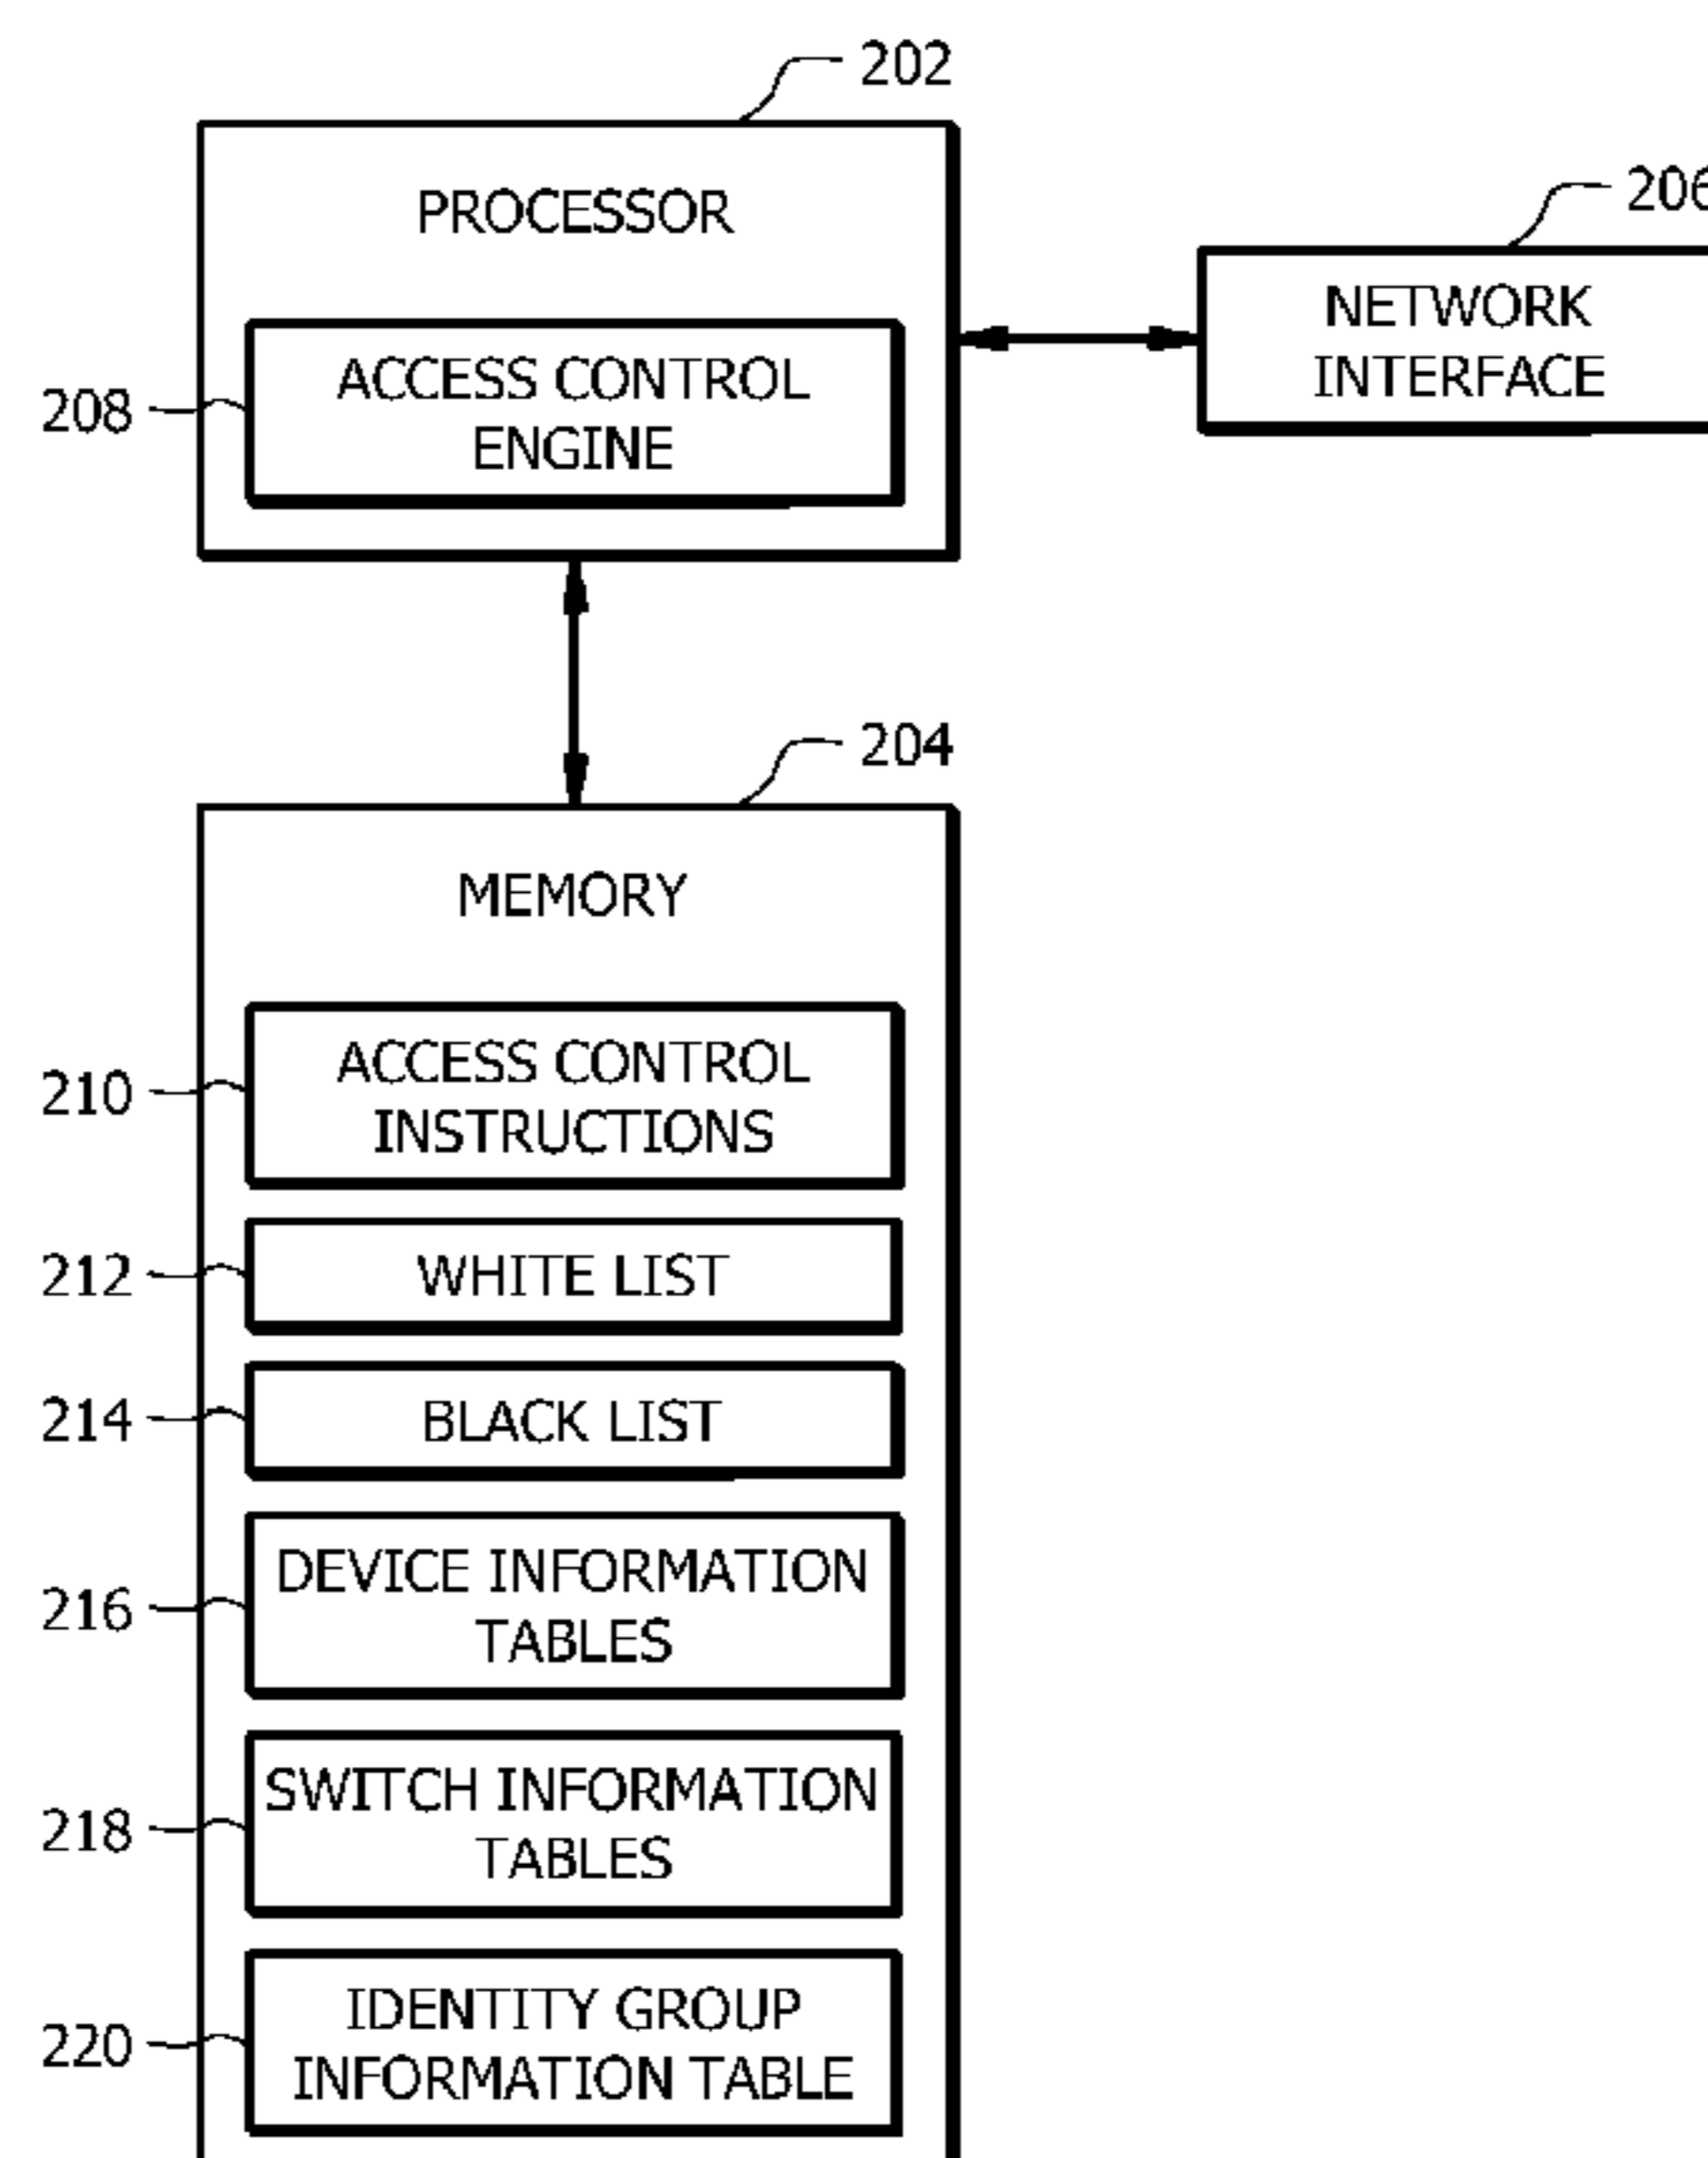 202
PROCESSOR
206
NETWORK
INTERFACE
208
ACCESS CONTROL
ENGINE
204
MEMORY
210
ACCESS CONTROL
INSTRUCTIONS
212
WHITE LIST
214
BLACK LIST
216
DEVICE INFORMATION
TABLES
218
SWITCH INFORMATION
TABLES
220
IDENTITY GROUP
INFORMATION TABLE